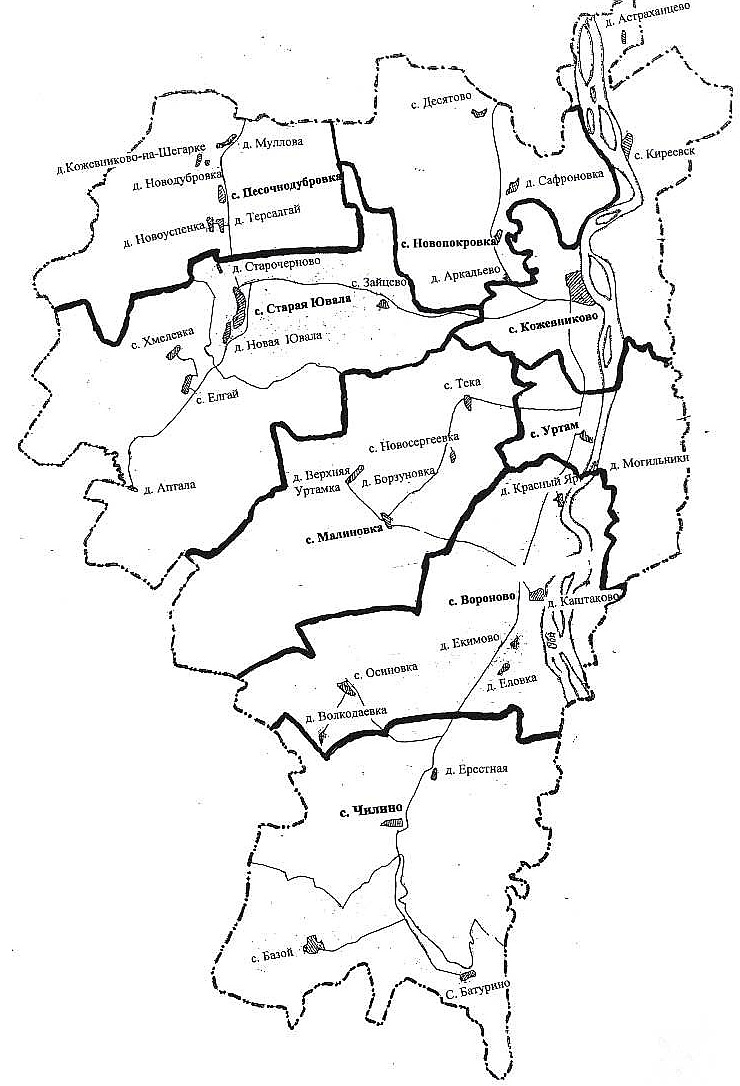 д. Астраханцево
с. Десятово
д. Муллова
д.Кожевниково-на-Шегарке
с. Киреевск
д. Новодубровка
с. Песочнодубровка
д. Сафроновка
д. Терсалгай
д. Новоуспенка
с. Новопокровка
д. Старочерново
д. Аркадьево
с. Зайцево
с. Старая Ювала
с. Кожевниково
с. Хмелевка
д. Новая Ювала
с. Елгай
с. Тека
с. Уртам
с. Новосергеевка
д. Верхняя
Уртамка
д. Борзуновка
д. Могильники
д. Аптала
д. Красный Яр
с. Малиновка
с. Вороново
д. Каштаково
д. Екимово
с. Осиновка
д. Еловка
д. Волкодаевка
д. Ерестная
с. Чилино
с. Базой
С. Батурино